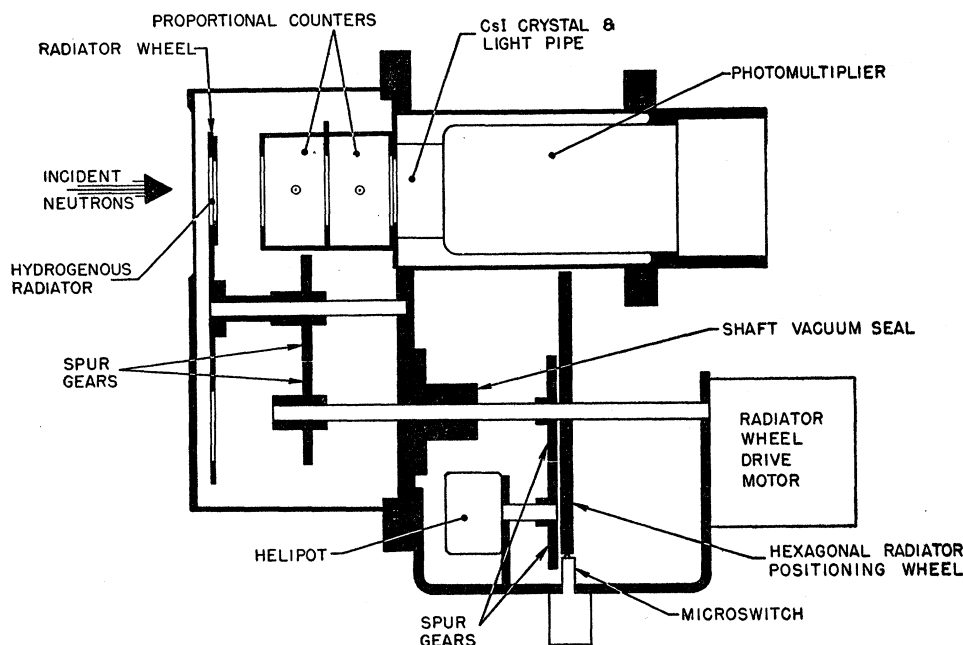 PROPORTIONAL COUNTERS
CsI CRYSTAL &
LIGHT PIPE
RADIATOR WHEEL
PHOTOMULTIPLIER
INCIDENT
NEUTRONS
HYDROGENOUS
RADIATOR
SPUR
GEARS
SHAFT VACUUM SEAL
RADIATOR
WHEEL
DRIVE
MOTOR
HELIPOT
HEXAGONAL RADIATOR
POSITIONING WHEEL
SPUR
GEARS
MICROSWITCH